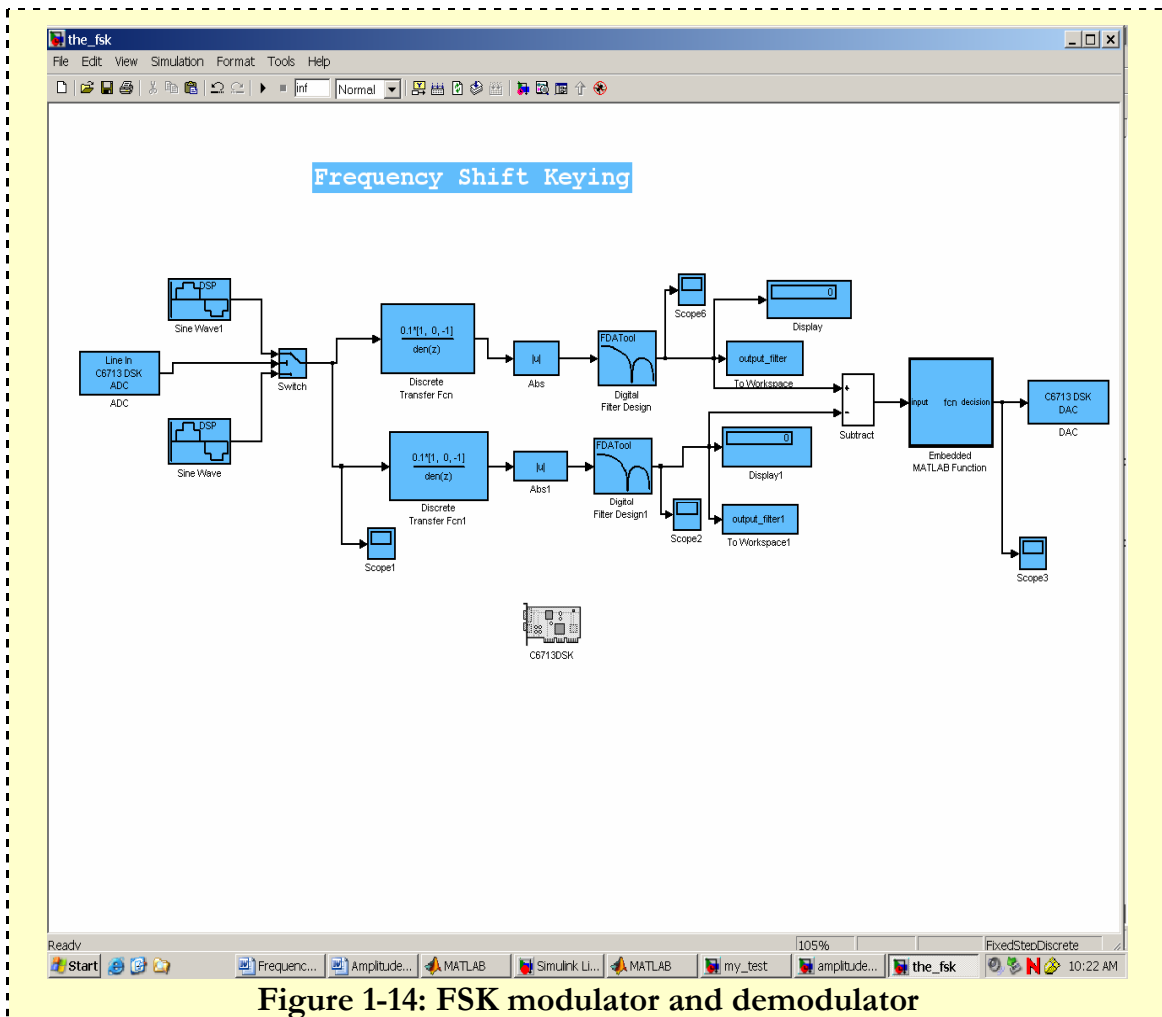 the_fsk
File Edit View Simulation Format Tools Help
inf Normal
Frequency Shift Keying
DSP
Sine Wave1
Line In
C6713 DSK
ADC
ADC
Switch
DSP
Sine Wave
0.1*[1, 0,-1]
den(z)
Discrete
Transfer Fcn
|u|
Abs
FDATool
Digital
Filter Design
Scope6
0
Display
output_filter
To Workspace
0.1*[1, 0,-1]
den(z)
Discrete
Transfer Fcn1
|u|
Abs1
FDATool
Digital
Filter Design1
Scope1
Scope2
0
Display1
output_filter1
To Workspace1
+
−
Subtract
input fcn decision
Embedded
MATLAB Function
C6713 DSK
DAC
DAC
Scope3
C6713DSK
Ready 105% FixedStepDiscrete
Start Frequenc... Amplitude... MATLAB Simulink Li... MATLAB my_test amplitude... the_fsk N 10:22 AM
Figure 1-14: FSK modulator and demodulator